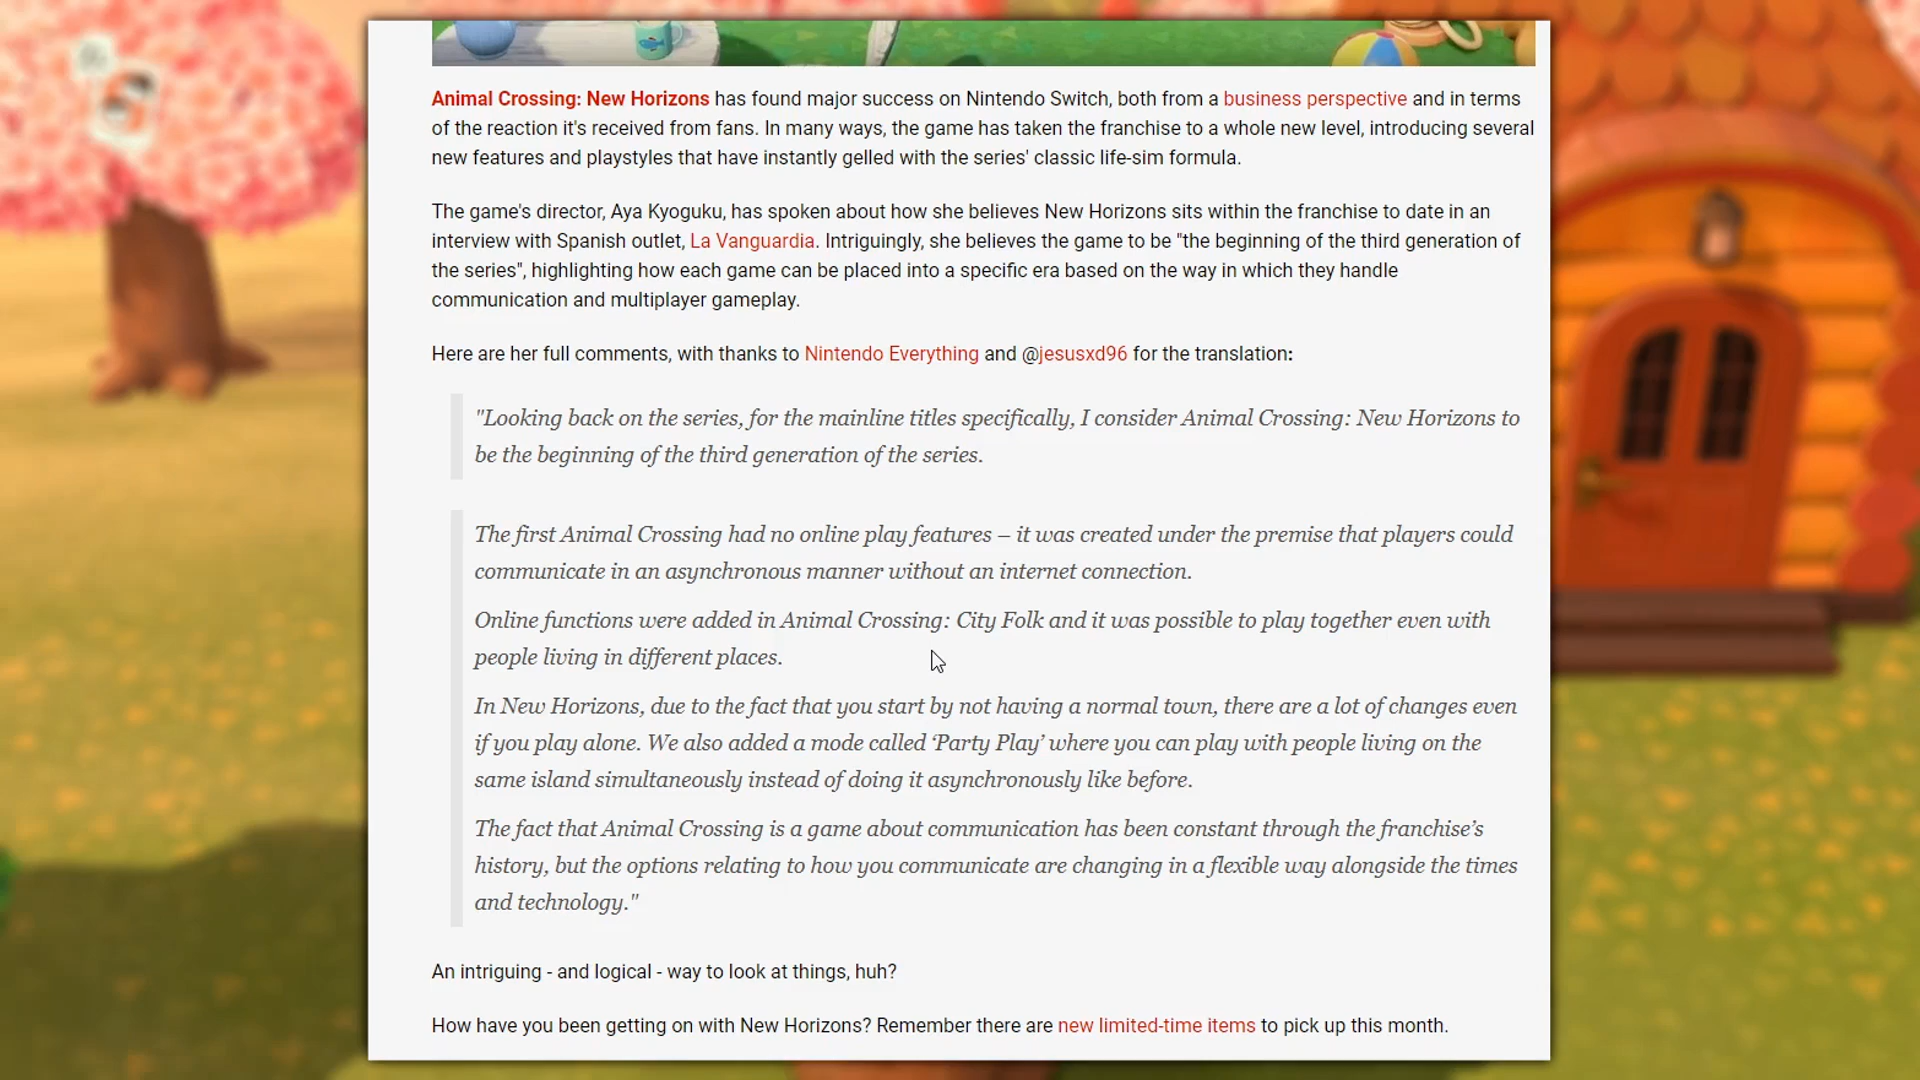 Animal Crossing: New Horizons has found major success on Nintendo Switch, both from a business perspective and in terms
of the reaction it's received from fans. In many ways, the game has taken the franchise to a whole new level, introducing several
new features and playstyles that have instantly gelled with the series' classic life-sim formula.
The game's director, Aya Kyoguku, has spoken about how she believes New Horizons sits within the franchise to date in an
interview with Spanish outlet, La Vanguardia. Intriguingly, she believes the game to be "the beginning of the third generation of
the series", highlighting how each game can be placed into a specific era based on the way in which they handle
communication and multiplayer gameplay.
Here are her full comments, with thanks to Nintendo Everything and @jesusxd96 for the translation:
"Looking back on the series, for the mainline titles specifically, I consider Animal Crossing: New Horizons to
be the beginning of the third generation of the series.
The first Animal Crossing had no online play features – it was created under the premise that players could
communicate in an asynchronous manner without an internet connection.
Online functions were added in Animal Crossing: City Folk and it was possible to play together even with
people living in different places.
In New Horizons, due to the fact that you start by not having a normal town, there are a lot of changes even
if you play alone. We also added a mode called ‘Party Play’ where you can play with people living on the
same island simultaneously instead of doing it asynchronously like before.
The fact that Animal Crossing is a game about communication has been constant through the franchise’s
history, but the options relating to how you communicate are changing in a flexible way alongside the times
and technology."
An intriguing - and logical - way to look at things, huh?
How have you been getting on with New Horizons? Remember there are new limited-time items to pick up this month.